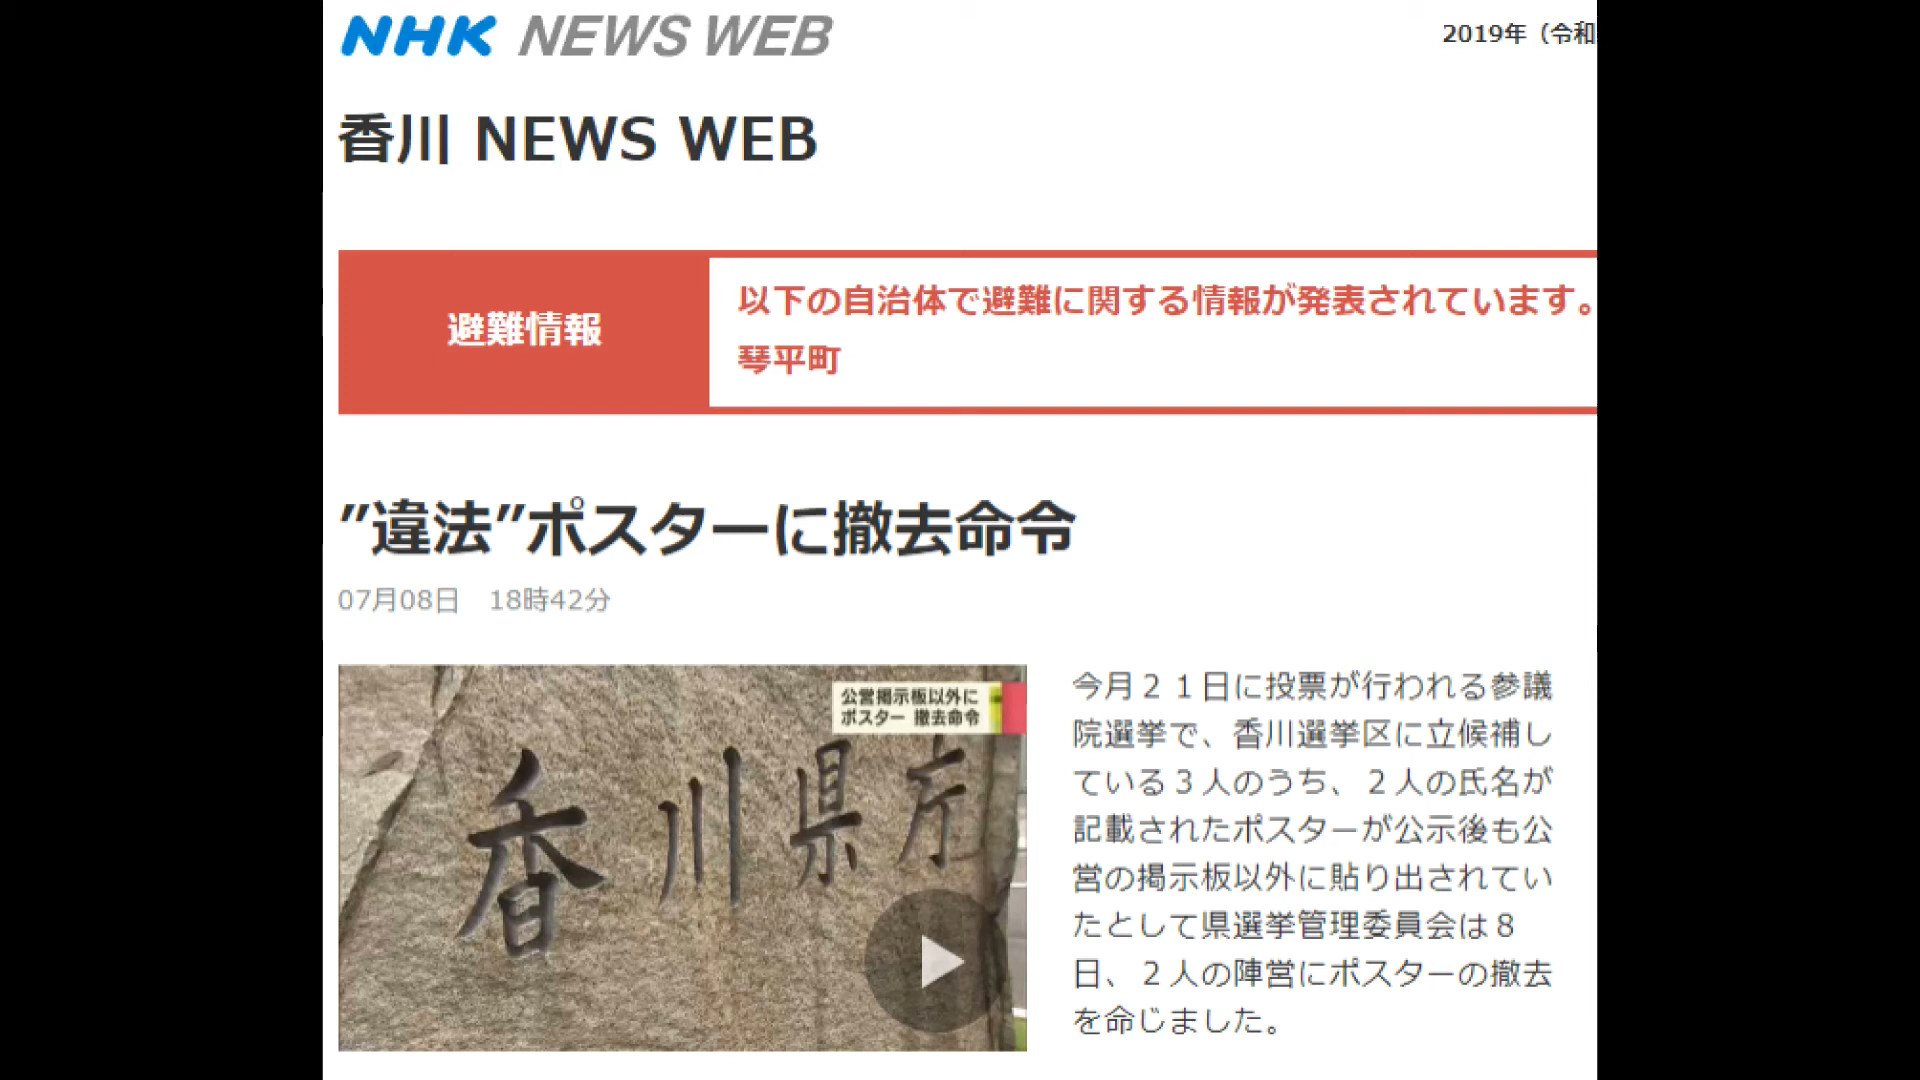 NHK NEWS WEB
2019年（令和
香川 NEWS WEB
避難情報
以下の自治体で避難に関する情報が発表されています。
琴平町
”違法”ポスターに撤去命令
07月08日　18時42分
公営掲示板以外に
ポスター 撤去命令
香川県庁
今月２１日に投票が行われる参議
院選挙で、香川選挙区に立候補し
ている３人のうち、２人の氏名が
記載されたポスターが公示後も公
営の掲示板以外に貼り出されてい
たとして県選挙管理委員会は８
日、２人の陣営にポスターの撤去
を命じました。